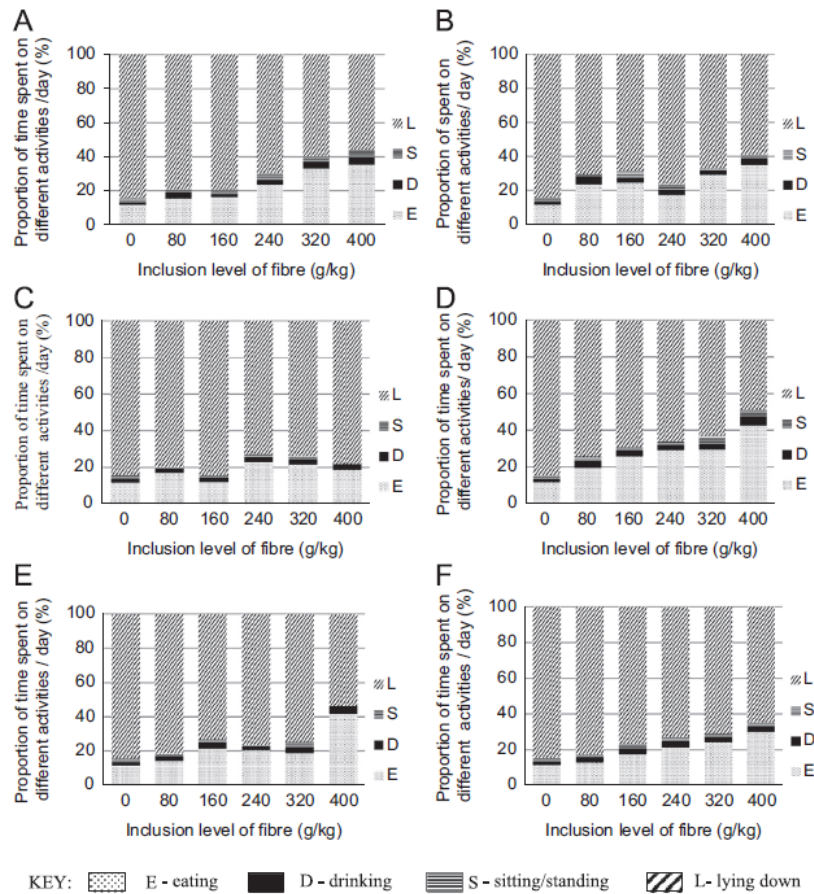 A
Proportion of time spent on
different activities /day (%)
100
80
60
40
20
0
0 80 160 240 320 400
Inclusion level of fibre (g/kg)
L
S
D
E
B
Proportion of spent on
different activities/ day (%)
100
80
60
40
20
0
0 80 160 240 320 400
Inclusion level of fibre (g/kg)
L
S
D
E
C
Proportion of time spent on
different activities /day (%)
100
80
60
40
20
0
0 80 160 240 320 400
Inclusion level of fibre (g/kg)
L
S
D
E
D
Proportion of time spent on
different activities/ day (%)
100
80
60
40
20
0
0 80 160 240 320 400
Inclusion level of fibre (g/kg)
L
S
D
E
E
Proportion of time spent on
different activities / day (%)
100
80
60
40
20
0
0 80 160 240 320 400
Inclusion level of fibre (g/kg)
L
S
D
E
F
Proportion of time spent on
different activities / day (%)
100
80
60
40
20
0
0 80 160 240 320 400
Inclusion level of fibre (g/kg)
L
S
D
E
KEY: E - eating D - drinking S - sitting/standing L- lying down